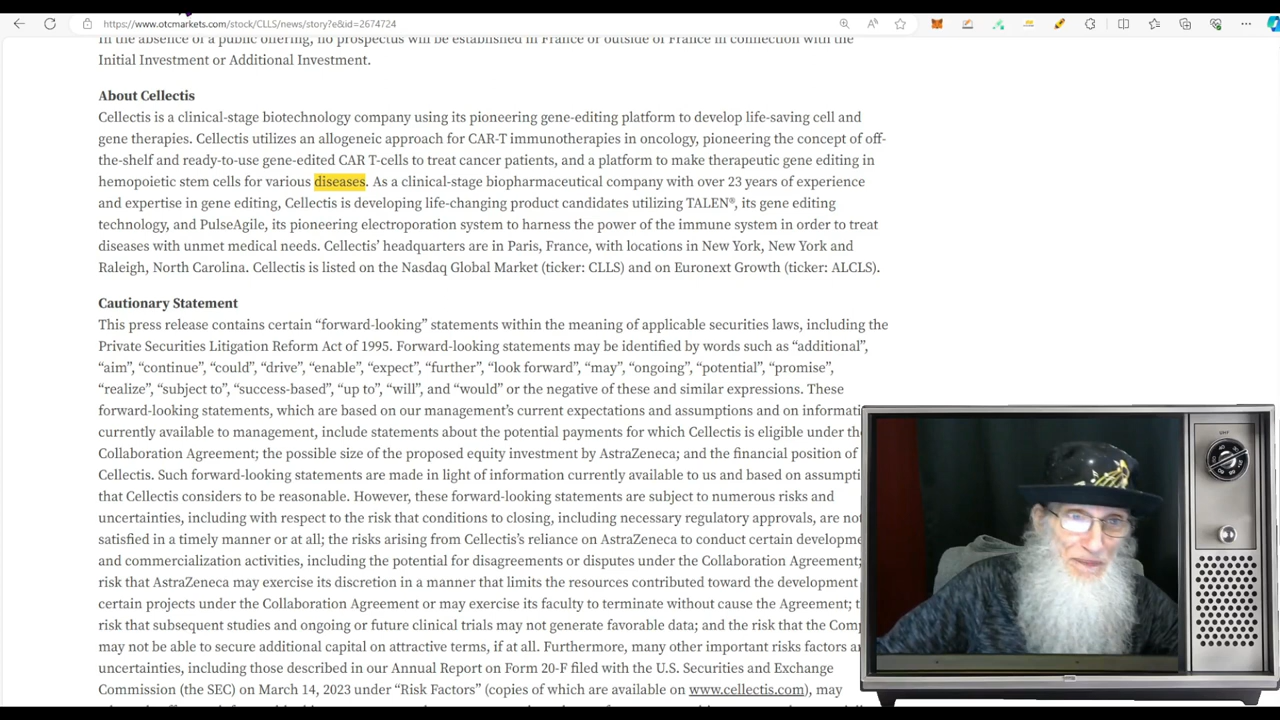 https://www.otcmarkets.com/stock/CLLS/news/story?e&id=2674724
In the absence of a public offering, no prospectus will be established in France or outside of France in connection with the
Initial Investment or Additional Investment.
About Cellectis
Cellectis is a clinical-stage biotechnology company using its pioneering gene-editing platform to develop life-saving cell and
gene therapies. Cellectis utilizes an allogeneic approach for CAR-T immunotherapies in oncology, pioneering the concept of off-
the-shelf and ready-to-use gene-edited CAR T-cells to treat cancer patients, and a platform to make therapeutic gene editing in
hemopoietic stem cells for various diseases. As a clinical-stage biopharmaceutical company with over 23 years of experience
and expertise in gene editing, Cellectis is developing life-changing product candidates utilizing TALEN®, its gene editing
technology, and PulseAgile, its pioneering electroporation system to harness the power of the immune system in order to treat
diseases with unmet medical needs. Cellectis’ headquarters are in Paris, France, with locations in New York, New York and
Raleigh, North Carolina. Cellectis is listed on the Nasdaq Global Market (ticker: CLLS) and on Euronext Growth (ticker: ALCLS).
Cautionary Statement
This press release contains certain “forward-looking” statements within the meaning of applicable securities laws, including the
Private Securities Litigation Reform Act of 1995. Forward-looking statements may be identified by words such as “additional”,
“aim”, “continue”, “could”, “drive”, “enable”, “expect”, “further”, “look forward”, “may”, “ongoing”, “potential”, “promise”,
“realize”, “subject to”, “success-based”, “up to”, “will”, and “would” or the negative of these and similar expressions. These
forward-looking statements, which are based on our management’s current expectations and assumptions and on informati
currently available to management, include statements about the potential payments for which Cellectis is eligible under the
Collaboration Agreement; the possible size of the proposed equity investment by AstraZeneca; and the financial position of
Cellectis. Such forward-looking statements are made in light of information currently available to us and based on assumpti
that Cellectis considers to be reasonable. However, these forward-looking statements are subject to numerous risks and
uncertainties, including with respect to the risk that conditions to closing, including necessary regulatory approvals, are not
satisfied in a timely manner or at all; the risks arising from Cellectis’s reliance on AstraZeneca to conduct certain developme
and commercialization activities, including the potential for disagreements or disputes under the Collaboration Agreement;
risk that AstraZeneca may exercise its discretion in a manner that limits the resources contributed toward the development
certain projects under the Collaboration Agreement or may exercise its faculty to terminate without cause the Agreement; t
risk that subsequent studies and ongoing or future clinical trials may not generate favorable data; and the risk that the Comp
may not be able to secure additional capital on attractive terms, if at all. Furthermore, many other important risks factors a
uncertainties, including those described in our Annual Report on Form 20-F filed with the U.S. Securities and Exchange
Commission (the SEC) on March 14, 2023 under “Risk Factors” (copies of which are available on www.cellectis.com), may